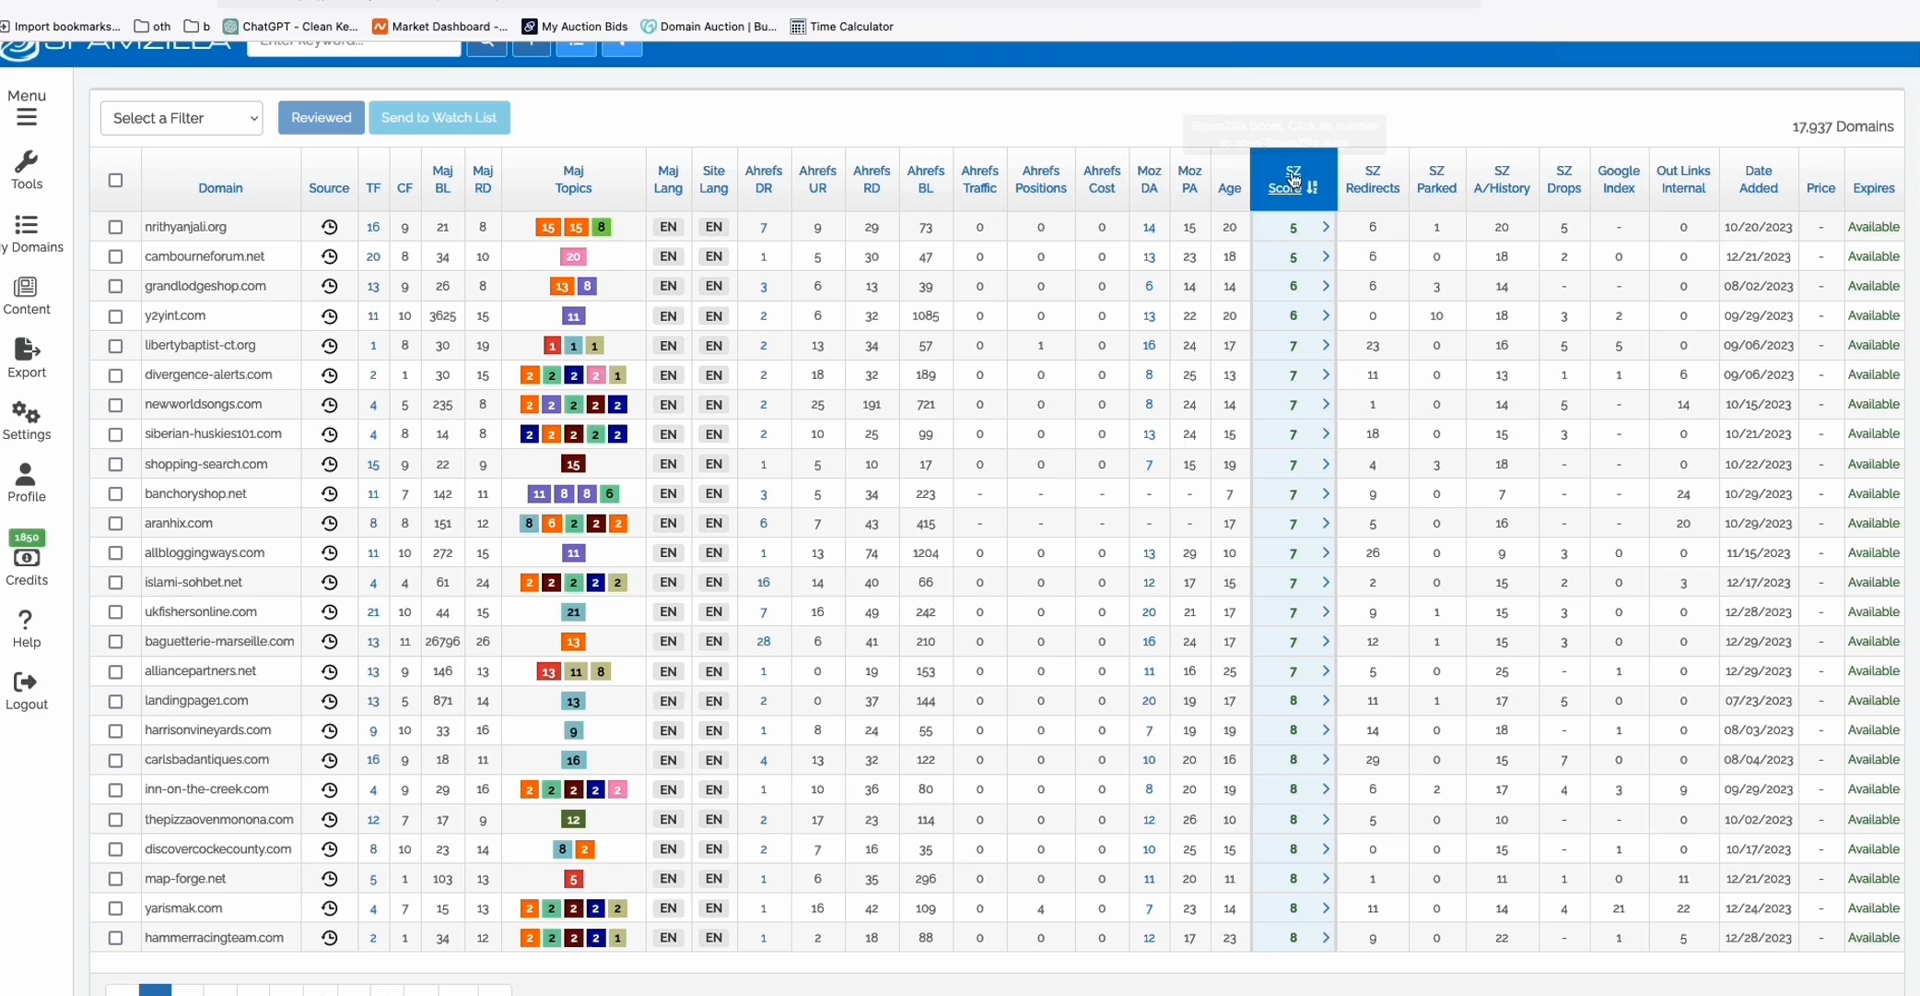 Import bookmarks... oth b ChatGPT - Clean Ke... Market Dashboard -... My Auction Bids Domain Auction | Bu... Time Calculator
SPAMZILLA Enter Keyword...
Menu
Tools
y Domains
Content
Export
Settings
Profile
1850
Credits
Help
Logout
Select a Filter Reviewed Send to Watch List 17,937 Domains
SpamZilla Score. Click on number
Domain Source TF CF Maj BL Maj RD Maj Topics Maj Lang Site Lang Ahrefs DR Ahrefs UR Ahrefs RD Ahrefs BL Ahrefs Traffic Ahrefs Positions Ahrefs Cost Moz DA Moz PA Age SZ Score SZ Redirects SZ Parked SZ A/History SZ Drops Google Index Out Links Internal Date Added Price Expires
nrithyanjali.org 16 9 21 8 15 15 8 EN EN 7 9 29 73 0 0 0 14 15 20 5 6 1 20 5 - 0 10/20/2023 - Available
cambourneforum.net 20 8 34 10 20 EN EN 1 5 30 47 0 0 0 13 23 18 5 6 0 18 2 0 0 12/21/2023 - Available
grandlodgeshop.com 13 9 26 8 13 8 EN EN 3 6 13 39 0 0 0 6 14 14 6 6 3 14 - - 0 08/02/2023 - Available
y2yint.com 11 10 3625 15 11 EN EN 2 6 32 1085 0 0 0 13 22 20 6 0 10 18 3 2 0 09/29/2023 - Available
libertybaptist-ct.org 1 8 30 19 1 1 1 EN EN 2 13 34 57 0 1 0 16 24 17 7 23 0 16 5 5 0 09/06/2023 - Available
divergence-alerts.com 2 1 30 15 2 2 2 2 1 EN EN 2 18 32 189 0 0 0 8 25 13 7 11 0 13 1 1 6 09/06/2023 - Available
newworldsongs.com 4 5 235 8 2 2 2 2 2 EN EN 2 25 191 721 0 0 0 8 24 14 7 1 0 14 5 - 14 10/15/2023 - Available
siberian-huskies101.com 4 8 14 8 2 2 2 2 2 EN EN 2 10 25 99 0 0 0 13 24 15 7 18 0 15 3 - 0 10/21/2023 - Available
shopping-search.com 15 9 22 9 15 EN EN 1 5 10 17 0 0 0 7 15 19 7 4 3 18 - - 0 10/22/2023 - Available
banchoryshop.net 11 7 142 11 11 8 8 6 EN EN 3 5 34 223 - - - - - 7 7 9 0 7 - - 24 10/29/2023 - Available
aranhix.com 8 8 151 12 8 6 2 2 2 EN EN 6 7 43 415 - - - - - 17 7 5 0 16 - - 20 10/29/2023 - Available
allbloggingways.com 11 10 272 15 11 EN EN 1 13 74 1204 0 0 0 13 29 10 7 26 0 9 3 0 0 11/15/2023 - Available
islami-sohbet.net 4 4 61 24 2 2 2 2 2 EN EN 16 14 40 66 0 0 0 12 17 15 7 2 0 15 2 0 3 12/17/2023 - Available
ukfishersonline.com 21 10 44 15 21 EN EN 7 16 49 242 0 0 0 20 21 17 7 9 1 15 3 0 0 12/28/2023 - Available
baguetterie-marseille.com 13 11 26796 26 13 EN EN 28 6 41 210 0 0 0 16 24 17 7 12 1 15 3 0 0 12/29/2023 - Available
alliancepartners.net 13 9 146 13 13 11 8 EN EN 1 0 19 153 0 0 0 11 16 25 7 5 0 25 - 1 0 12/29/2023 - Available
landingpage1.com 13 5 871 14 13 EN EN 2 0 37 144 0 0 0 20 19 17 8 11 1 17 5 0 0 07/23/2023 - Available
harrisonvineyards.com 9 10 33 16 9 EN EN 1 8 24 55 0 0 0 7 19 19 8 14 0 18 - 1 0 08/03/2023 - Available
carlsbadantiques.com 16 9 18 11 16 EN EN 4 13 32 122 0 0 0 10 20 16 8 29 0 15 7 0 0 08/04/2023 - Available
inn-on-the-creek.com 4 9 29 16 2 2 2 2 2 EN EN 1 10 36 80 0 0 0 8 20 19 8 6 2 17 4 3 9 09/29/2023 - Available
thepizzaovenmonona.com 12 7 17 9 12 EN EN 2 17 23 114 0 0 0 12 26 10 8 5 0 10 - - 0 10/02/2023 - Available
discovercockecounty.com 8 10 23 14 8 2 EN EN 2 7 16 35 0 0 0 10 25 15 8 0 0 15 - 1 0 10/17/2023 - Available
map-forge.net 5 1 103 13 5 EN EN 1 6 35 296 0 0 0 11 20 11 8 1 0 11 1 0 11 12/21/2023 - Available
yarismak.com 4 7 15 13 2 2 2 2 2 EN EN 1 16 42 109 0 4 0 7 23 14 8 11 0 14 4 21 22 12/24/2023 - Available
hammerracingteam.com 2 1 34 12 2 2 2 2 1 EN EN 1 2 18 88 0 0 0 12 17 23 8 9 0 22 - 1 5 12/28/2023 - Available